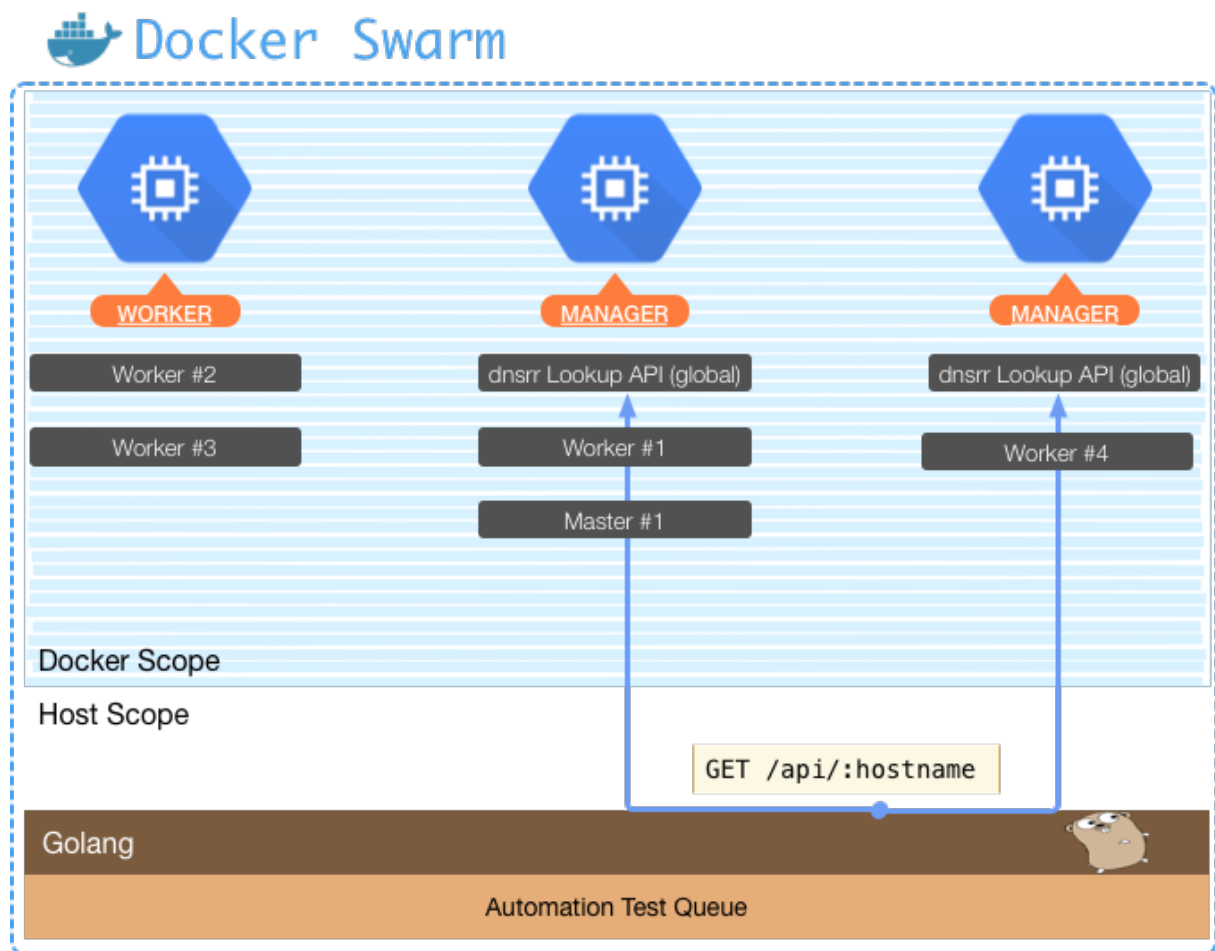 Docker Swarm
WORKER
MANAGER
MANAGER
Worker #2
dnsrr Lookup API (global)
dnsrr Lookup API (global)
Worker #3
Worker #1
Worker #4
Master #1
Docker Scope
Host Scope
GET /api/:hostname
Golang
Automation Test Queue